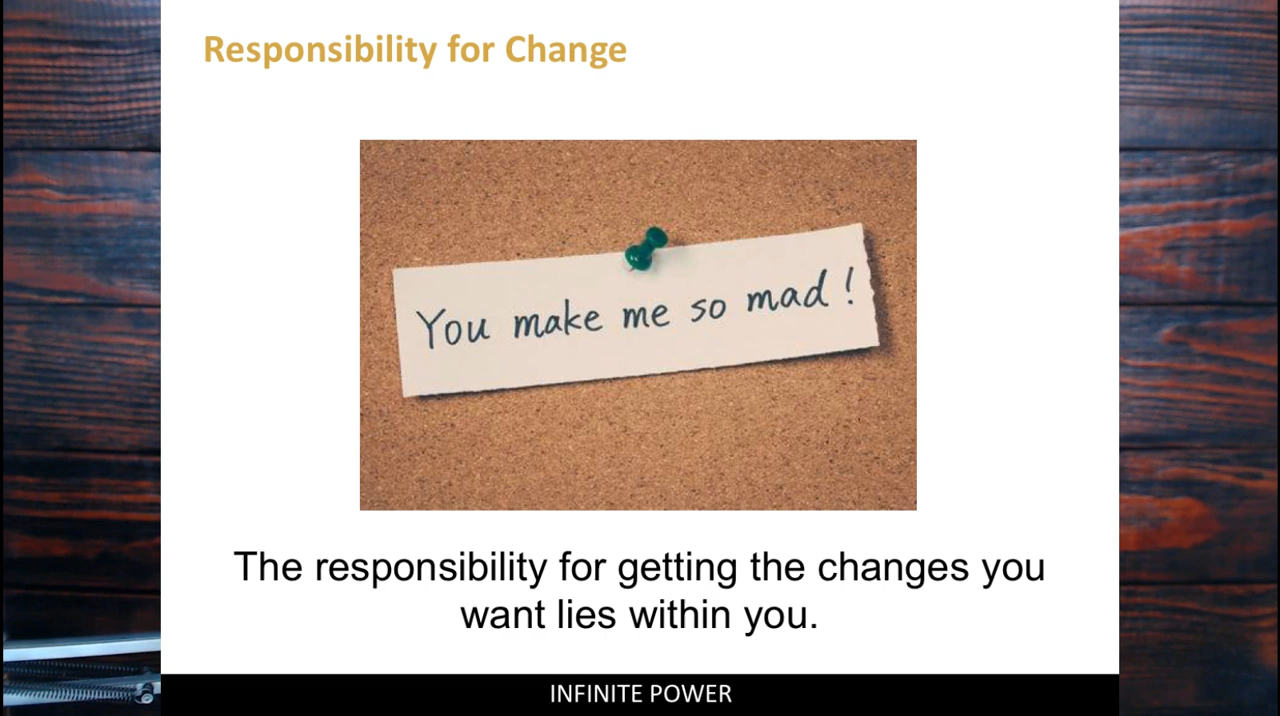 Responsibility for Change
You make me so mad!
The responsibility for getting the changes you
want lies within you.
INFINITE POWER